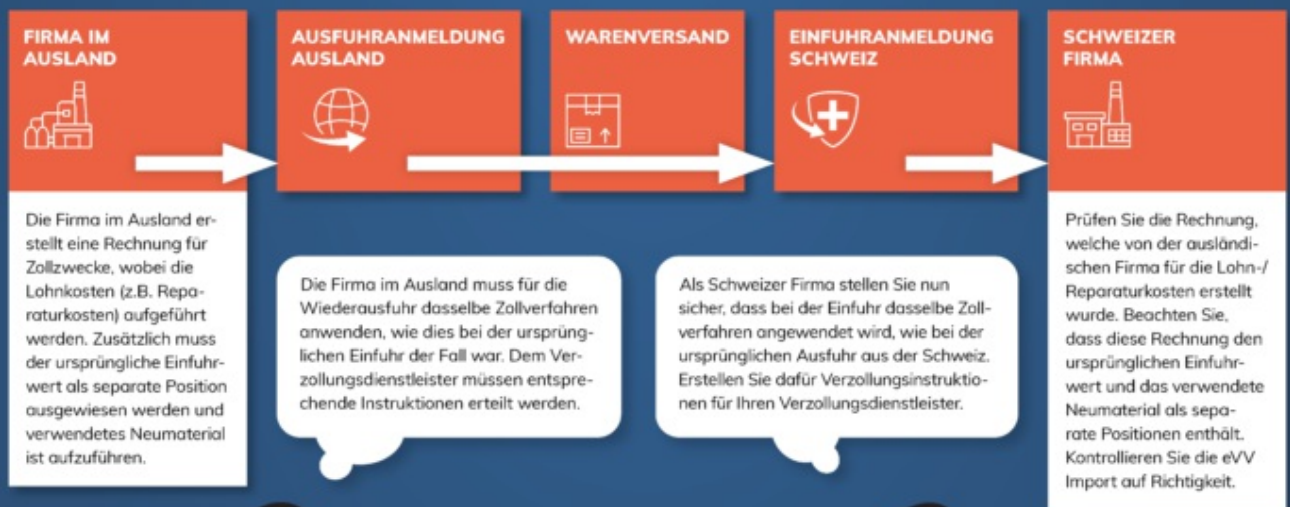 FIRMA IM
AUSLAND
AUSFUHRANMELDUNG
AUSLAND
WARENVERSAND
EINFUHRANMELDUNG
SCHWEIZ
SCHWEIZER
FIRMA
Die Firma im Ausland er-
stellt eine Rechnung für
Zollzwecke, wobei die
Lohnkosten (z.B. Repa-
raturkosten) aufgeführt
werden. Zusätzlich muss
der ursprüngliche Einfuhr-
wert als separate Position
ausgewiesen werden und
verwendetes Neumaterial
ist aufzuführen.
Die Firma im Ausland muss für die
Wiederausfuhr dasselbe Zollverfahren
anwenden, wie dies bei der ursprüng-
lichen Einfuhr der Fall war. Dem Ver-
zollungsdienstleister müssen entspre-
chende Instruktionen erteilt werden.
Als Schweizer Firma stellen Sie nun
sicher, dass bei der Einfuhr dasselbe Zoll-
verfahren angewendet wird, wie bei der
ursprünglichen Ausfuhr aus der Schweiz.
Erstellen Sie dafür Verzollungsinstruktio-
nen für Ihren Verzollungsdienstleister.
Prüfen Sie die Rechnung,
welche von der ausländi-
schen Firma für die Lohn-/
Reparaturkosten erstellt
wurde. Beachten Sie,
dass diese Rechnung den
ursprünglichen Einfuhr-
wert und das verwendete
Neumaterial als sepa-
rate Positionen enthält.
Kontrollieren Sie die eVV
Import auf Richtigkeit.